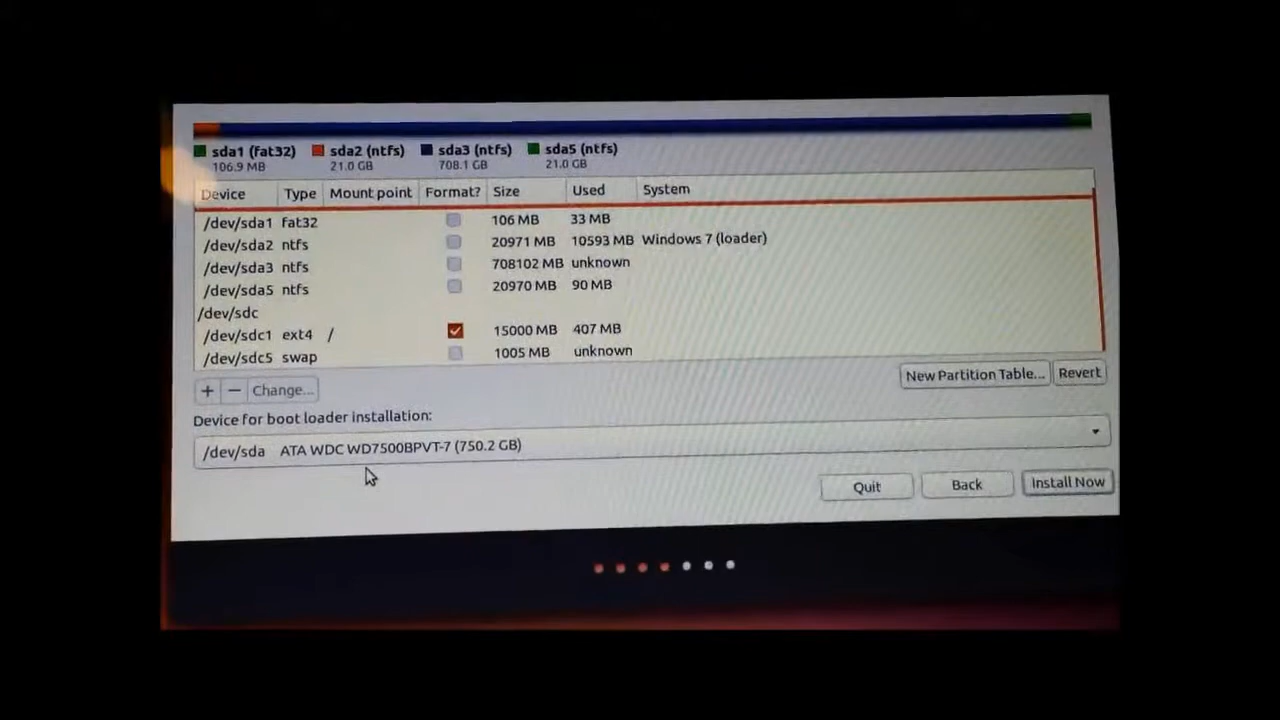 sda1 (fat32) sda2 (ntfs) sda3 (ntfs) sda5 (ntfs)
106.9 MB 21.0 GB 708.1 GB 21.0 GB
Device Type Mount point Format? Size Used System
/dev/sda1 fat32 106 MB 33 MB
/dev/sda2 ntfs 20971 MB 10593 MB Windows 7 (loader)
/dev/sda3 ntfs 708102 MB unknown
/dev/sda5 ntfs 20970 MB 90 MB
/dev/sdc
/dev/sdc1 ext4 / 15000 MB 407 MB
/dev/sdc5 swap 1005 MB unknown
+ − Change... New Partition Table... Revert
Device for boot loader installation:
/dev/sda ATA WDC WD7500BPVT-7 (750.2 GB)
Quit Back Install Now